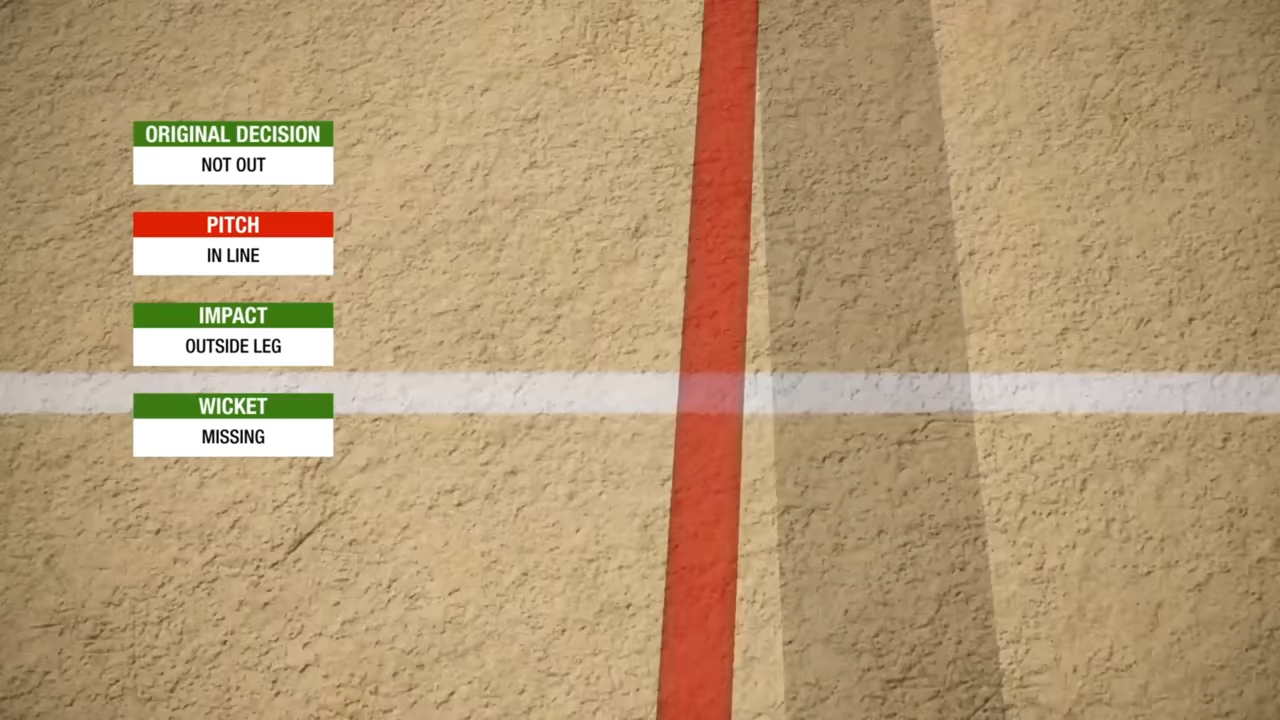 ORIGINAL DECISION
NOT OUT
PITCH
IN LINE
IMPACT
OUTSIDE LEG
WICKET
MISSING